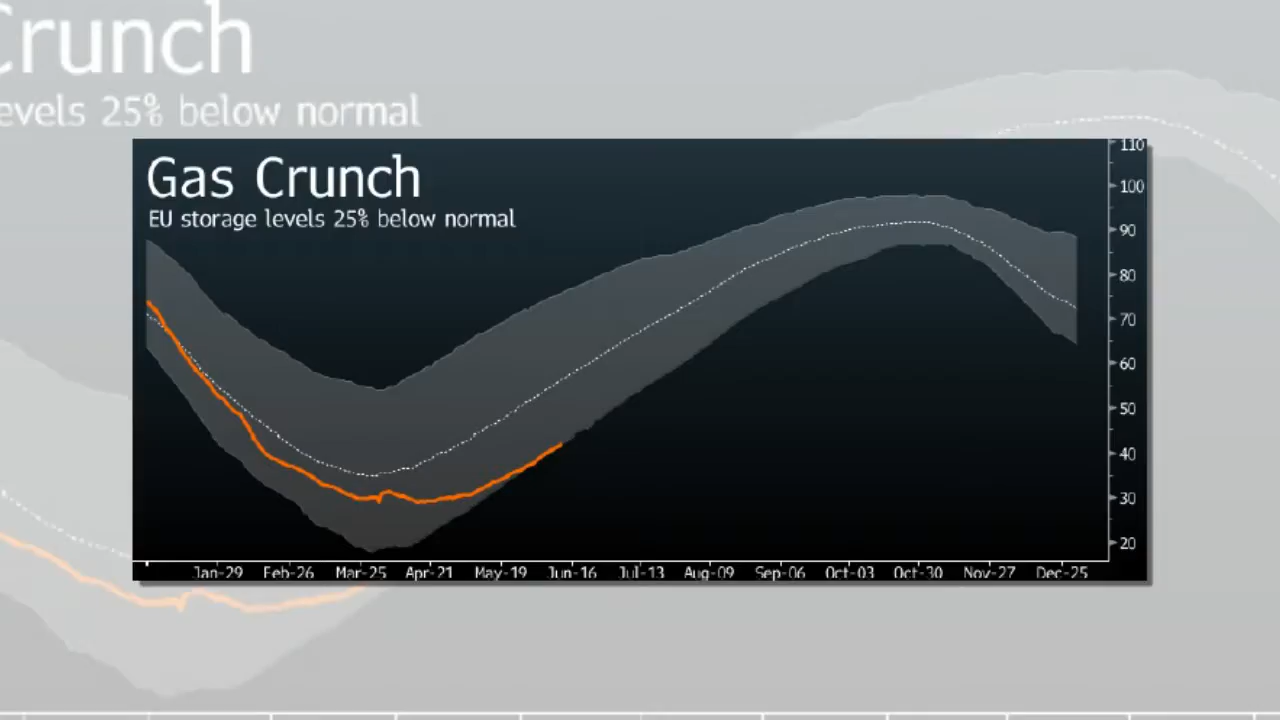 Crunch
evels 25% below normal
Gas Crunch
EU storage levels 25% below normal
110
100
90
80
70
60
50
40
30
20
Jan-29 Feb-26 Mar-25 Apr-21 May-19 Jun-16 Jul-13 Aug-09 Sep-06 Oct-03 Oct-30 Nov-27 Dec-25